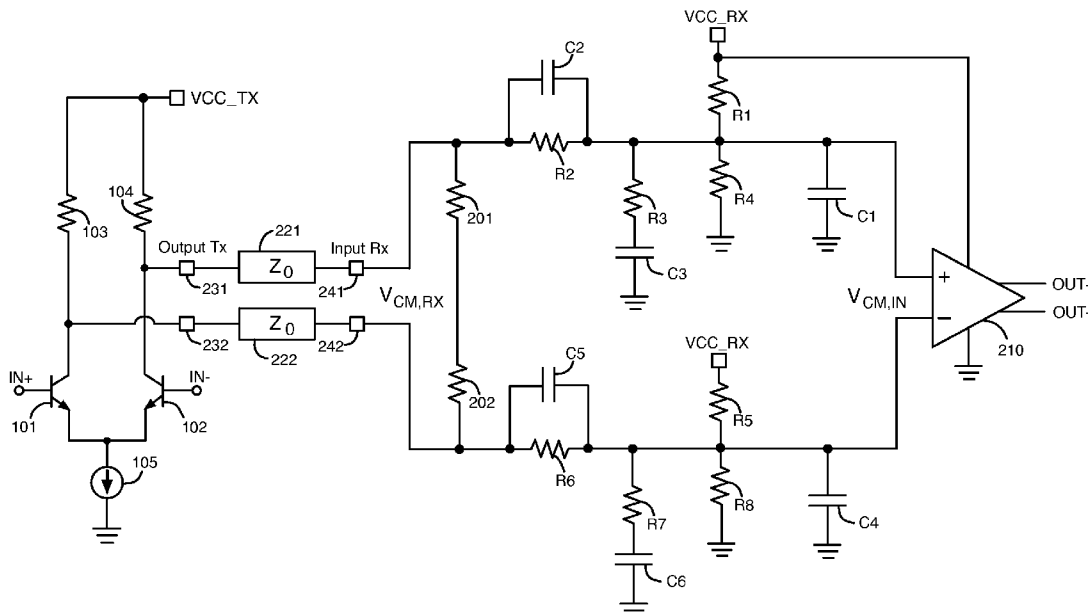 VCC_RX
C2
VCC_TX
R1
R2
104
103
201
R3
R4
C1
221
Output Tx
Input Rx
Z0
C3
231
241
VCM,RX
+
OUT-
VCM,IN
Z0
232
222
242
VCC_RX
−
OUT-
210
C5
IN+
IN-
202
R5
101
102
R6
R8
105
R7
C4
C6